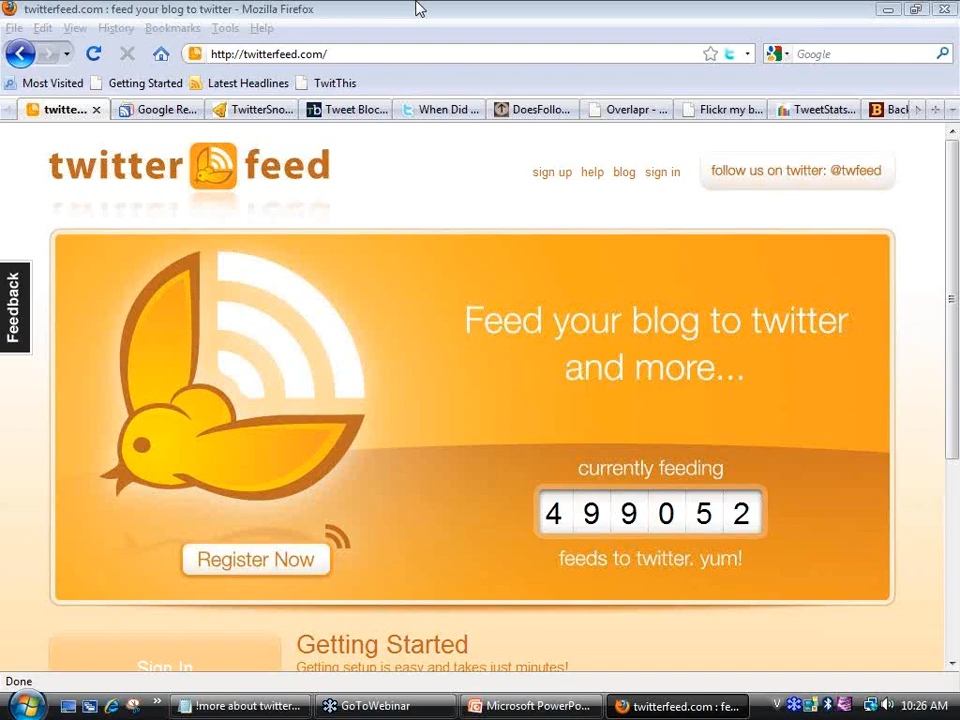 twitterfeed.com : feed your blog to twitter - Mozilla Firefox
File Edit View History Bookmarks Tools Help
http://twitterfeed.com/
Google
Most Visited Getting Started Latest Headlines TwitThis
twitte... Google Re... TwitterSno... Tweet Bloc... When Did ... DoesFollo... Overlapr - ... Flickr my b... TweetStats... Back
twitter feed
sign up help blog sign in follow us on twitter: @twfeed
Feedback
Feed your blog to twitter
and more...
currently feeding
4 9 9 0 5 2
feeds to twitter. yum!
Register Now
Getting Started
Getting setup is easy and takes just minutes!
Sign In
Done
!more about twitter... GoToWebinar Microsoft PowerPo... twitterfeed.com : fe... 10:26 AM